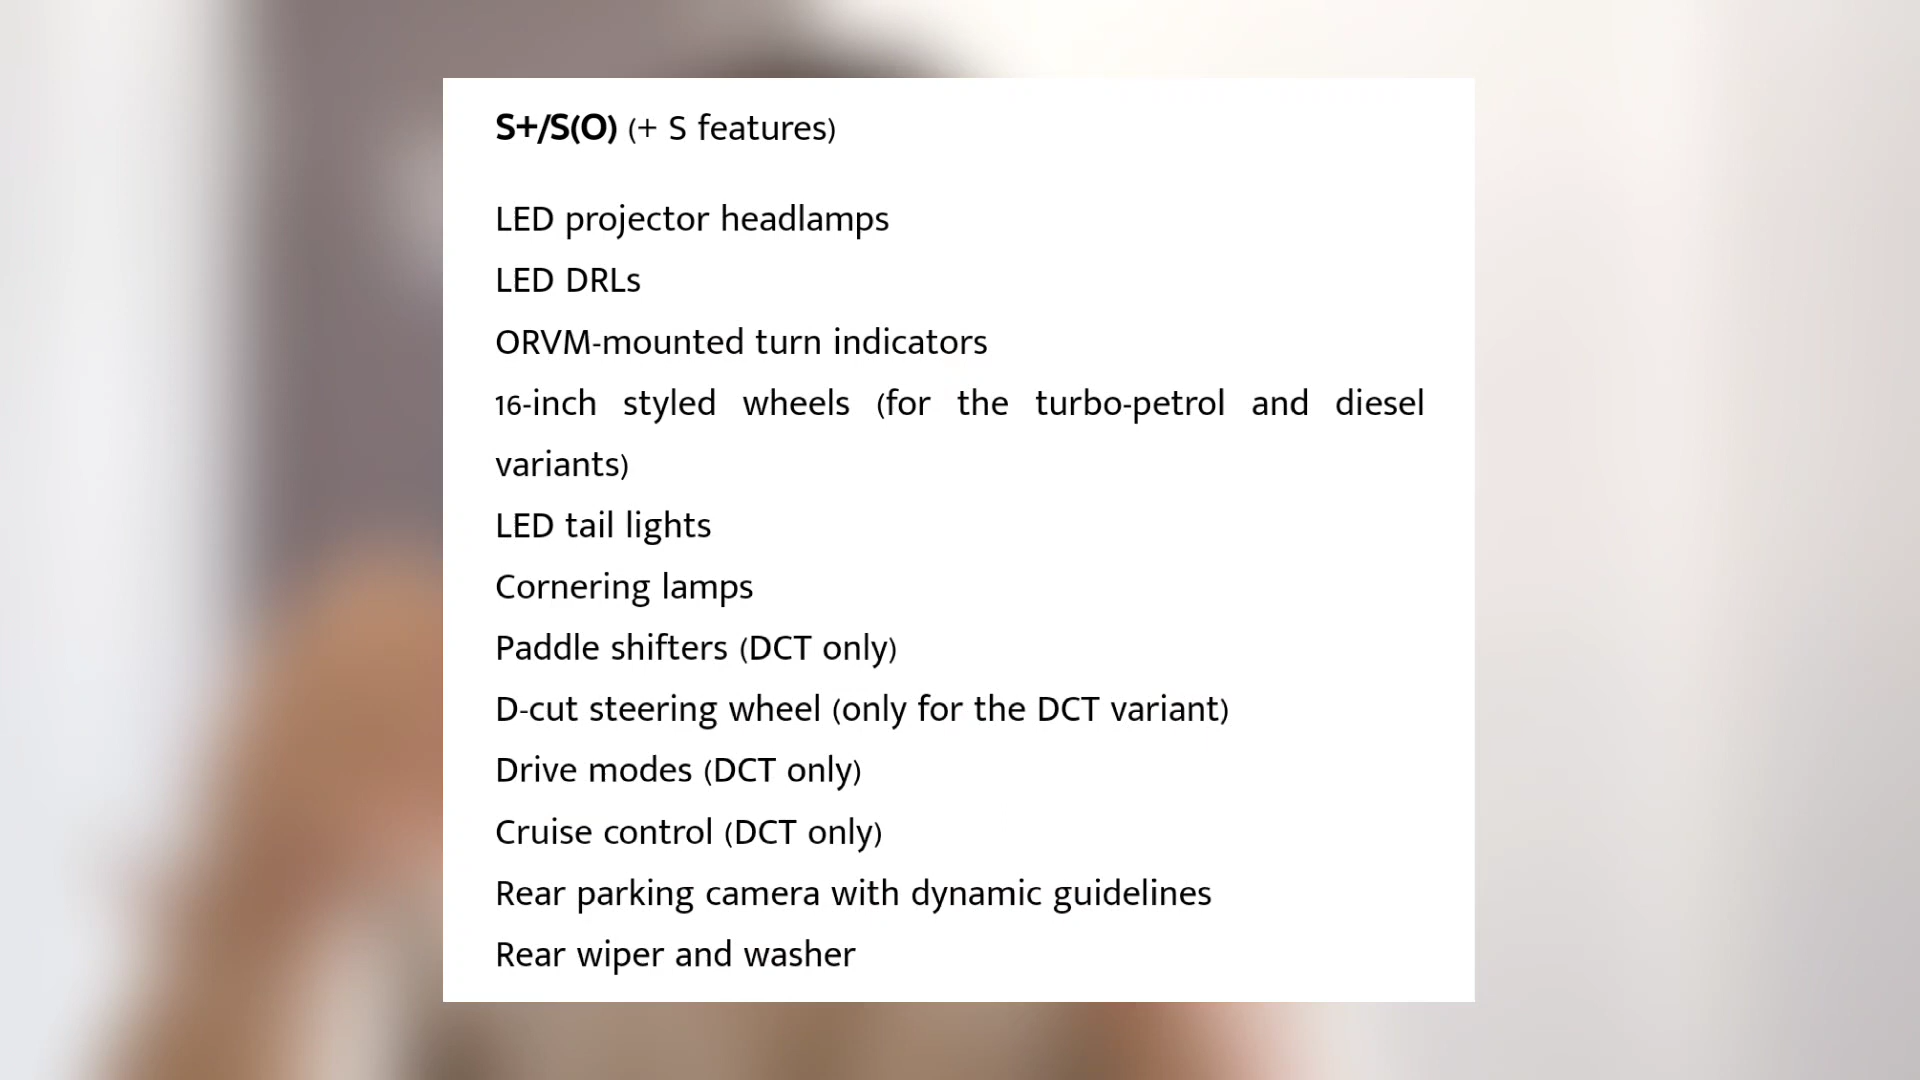 S+/S(O) (+ S features)
LED projector headlamps
LED DRLs
ORVM-mounted turn indicators
16-inch styled wheels (for the turbo-petrol and diesel
variants)
LED tail lights
Cornering lamps
Paddle shifters (DCT only)
D-cut steering wheel (only for the DCT variant)
Drive modes (DCT only)
Cruise control (DCT only)
Rear parking camera with dynamic guidelines
Rear wiper and washer